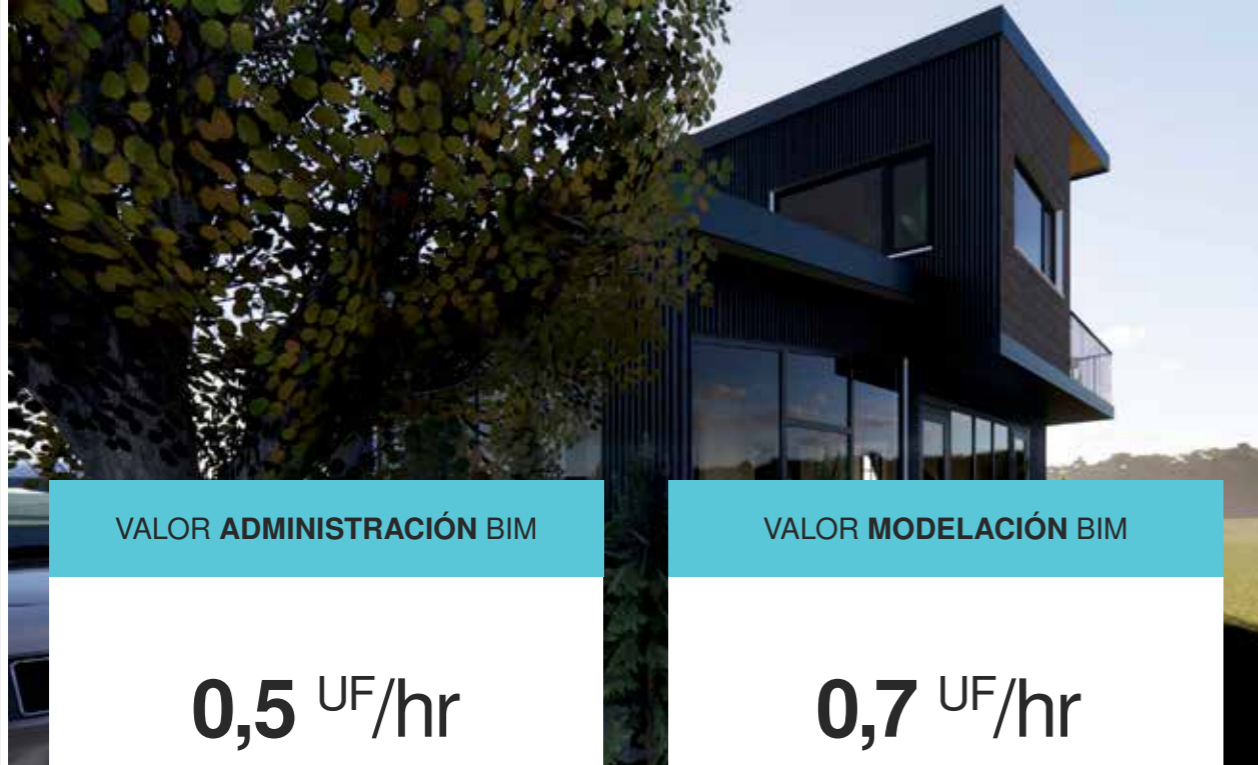 VALOR ADMINISTRACIÓN BIM
0,5 UF/hr
VALOR MODELACIÓN BIM
0,7 UF/hr